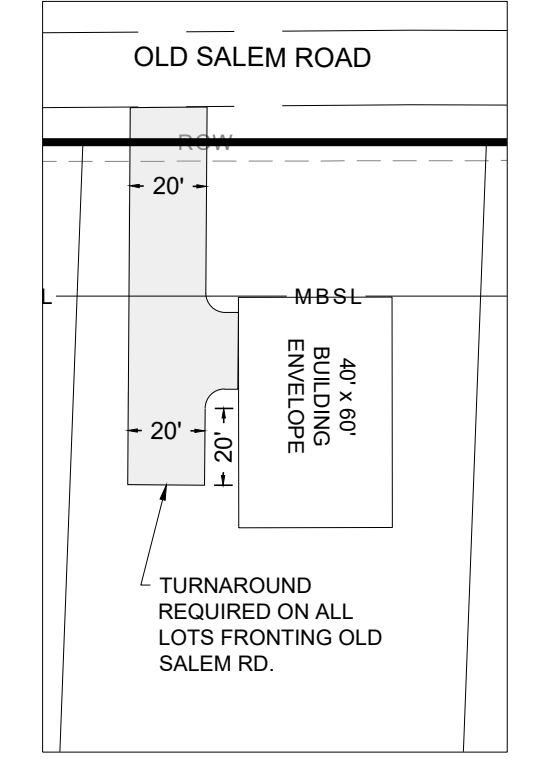 OLD SALEM ROAD
ROW
20'
L
MBSL
40' x 60'
BUILDING
ENVELOPE
20'
20'
TURNAROUND
REQUIRED ON ALL
LOTS FRONTING OLD
SALEM RD.